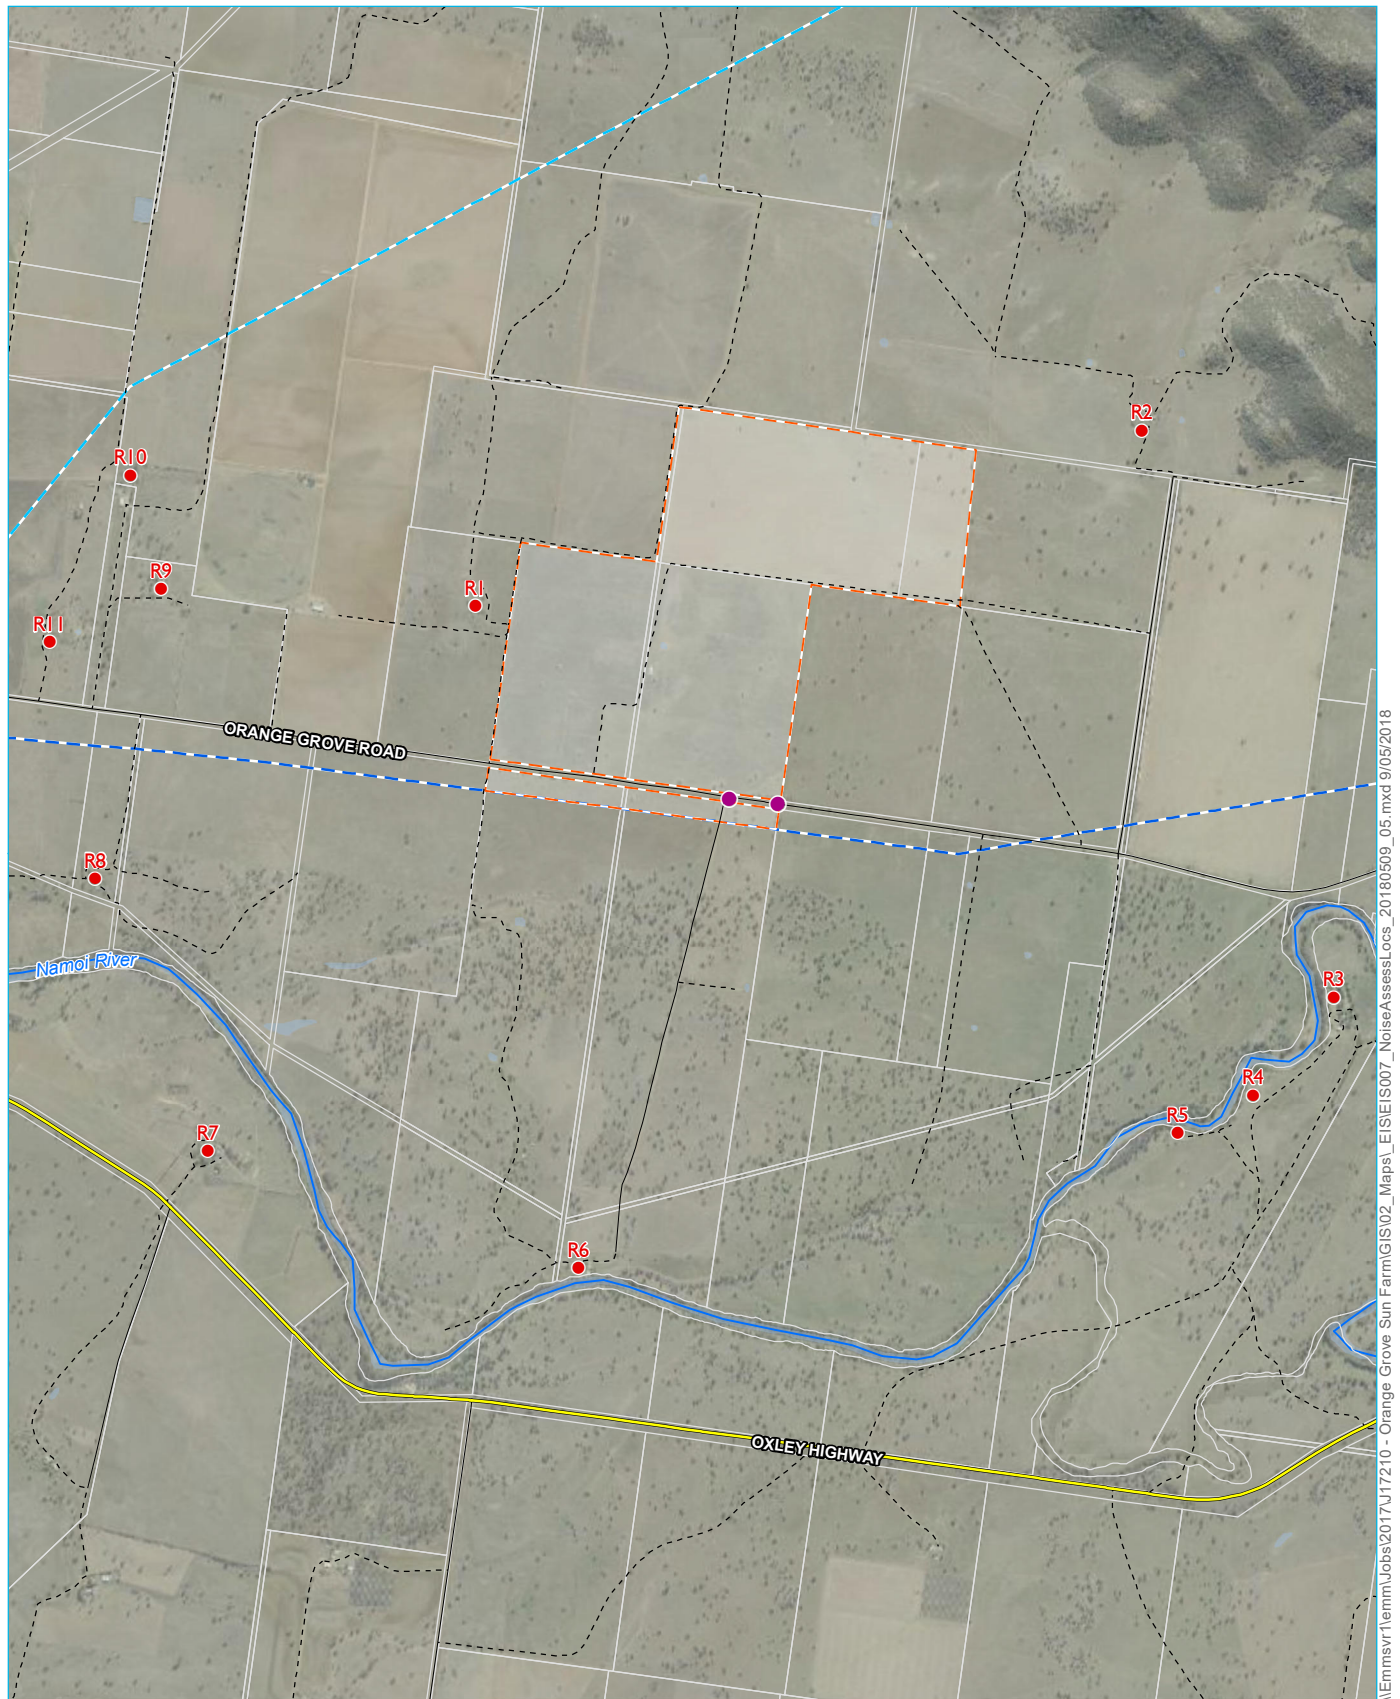 R2
R10
R9
R1
R11
ORANGE GROVE ROAD
R8
Namoi River
R3
R4
R5
R7
R6
OXLEY HIGHWAY
\Emmsvr1\emm\Jobs\2017\J17210 - Orange Grove Sun Farm\GIS\02_Maps\_EIS\EIS007_NoiseAssessLocs_20180509_05.mxd 9/05/2018